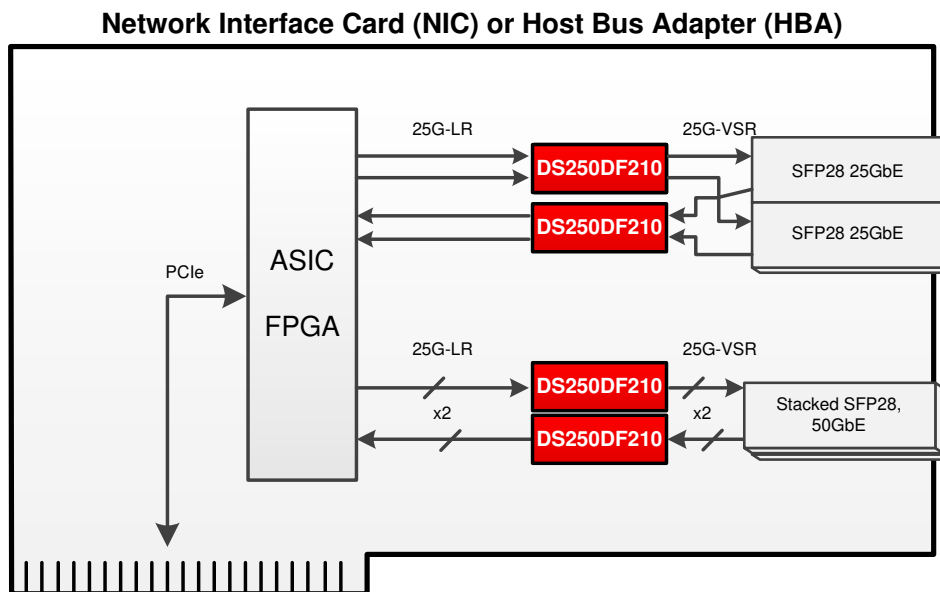 Network Interface Card (NIC) or Host Bus Adapter (HBA)
25G-LR
25G-VSR
DS250DF210
SFP28 25GbE
DS250DF210
SFP28 25GbE
ASIC
PCIe
FPGA
25G-LR
25G-VSR
DS250DF210
Stacked SFP28,
50GbE
x2
x2
DS250DF210